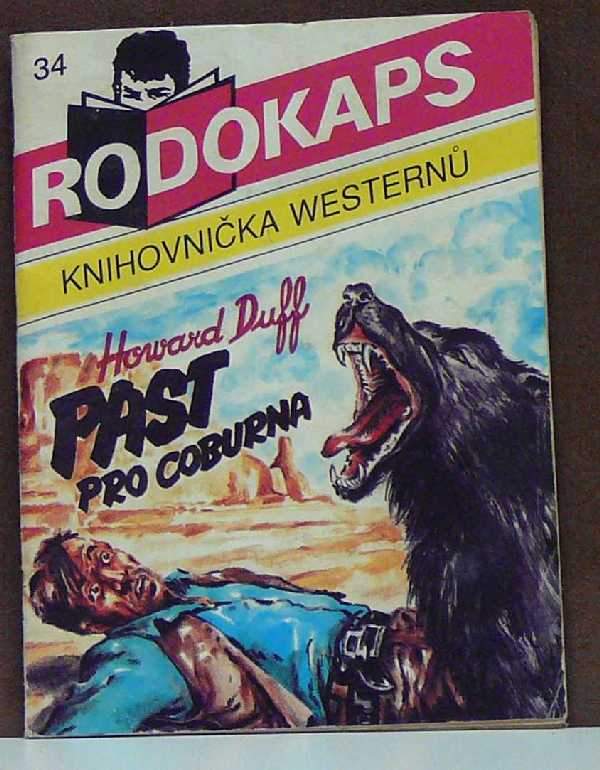 34
RODOKAPS
KNIHOVNIČKA WESTERNŮ
Howard Duff
PAST
PRO COBURNA